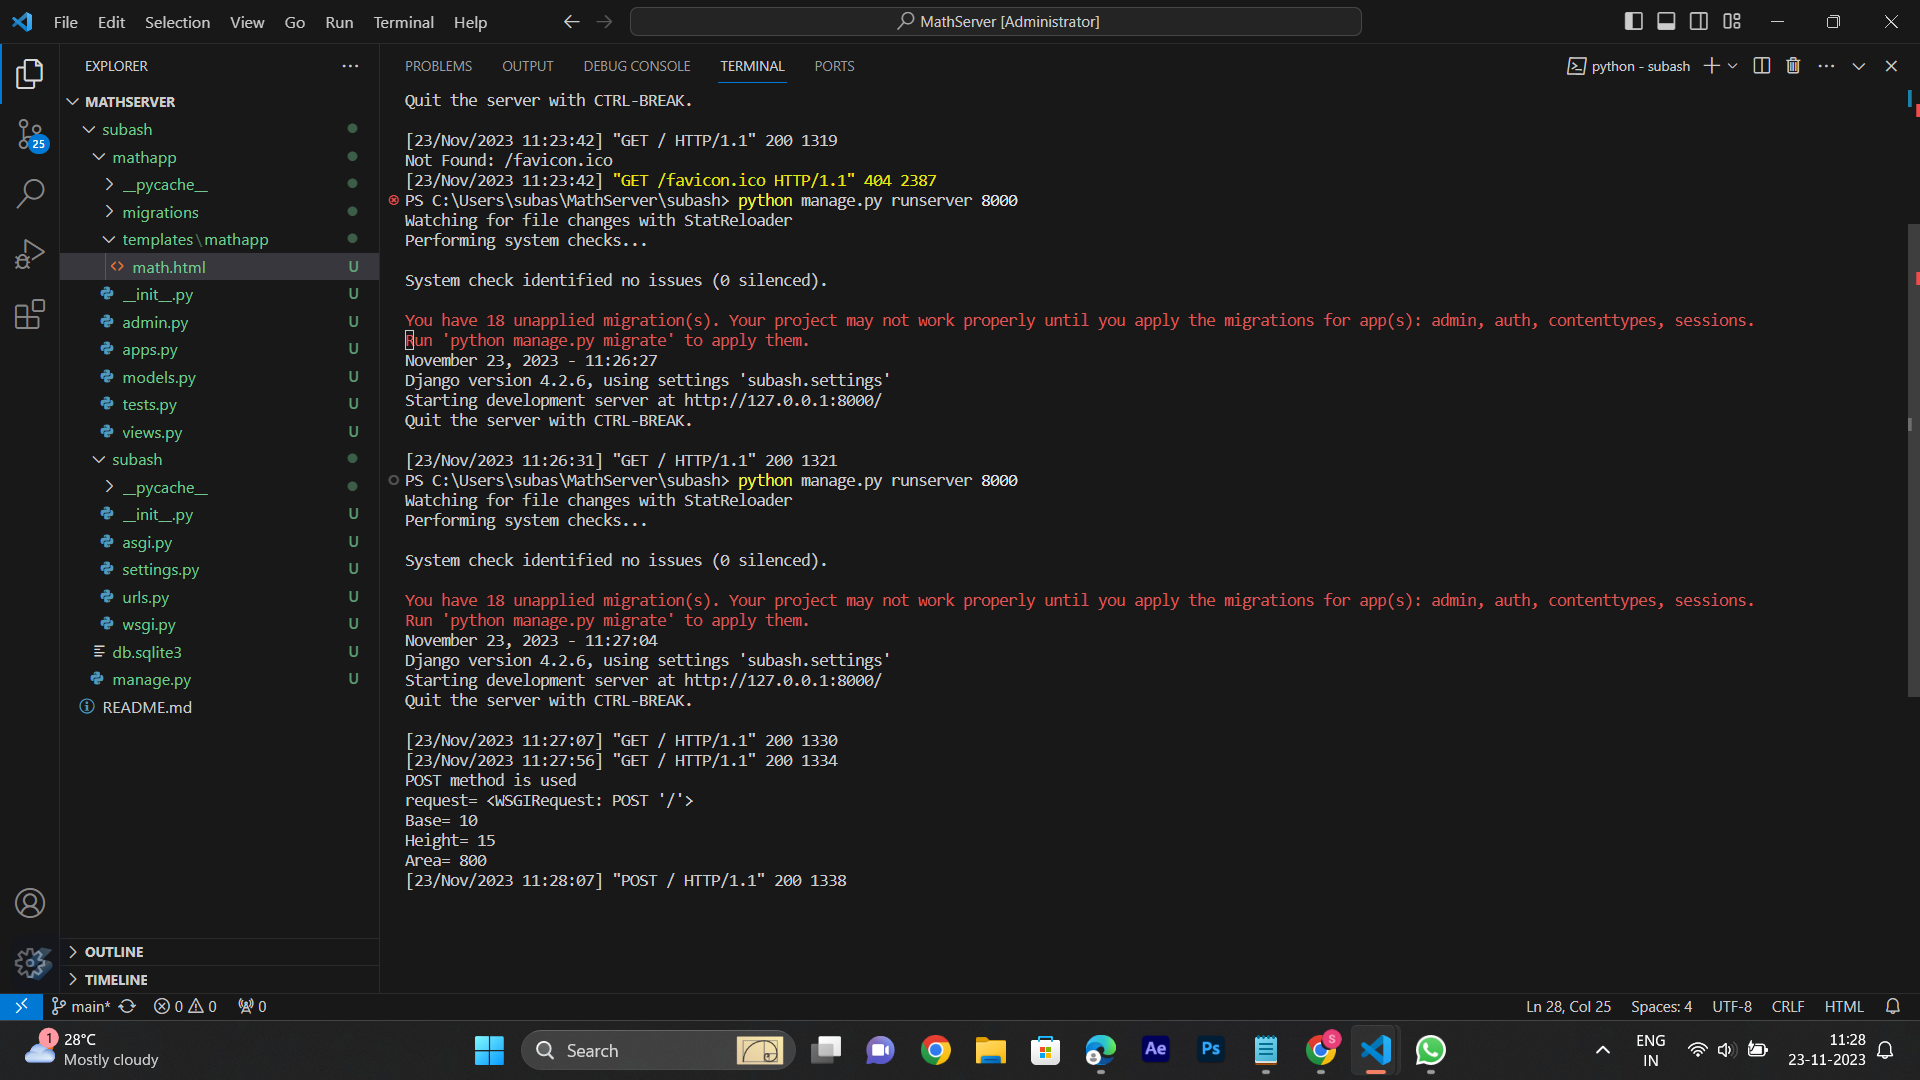 File Edit Selection View Go Run Terminal Help
MathServer [Administrator]
EXPLORER
MATHSERVER
subash
mathapp
__pycache__
migrations
templates\mathapp
math.html U
__init__.py U
admin.py U
apps.py U
models.py U
tests.py U
views.py U
subash
__pycache__
__init__.py U
asgi.py U
settings.py U
urls.py U
wsgi.py U
db.sqlite3 U
manage.py U
README.md
OUTLINE
TIMELINE
25
PROBLEMS OUTPUT DEBUG CONSOLE TERMINAL PORTS
python - subash
Quit the server with CTRL-BREAK.
[23/Nov/2023 11:23:42] "GET / HTTP/1.1" 200 1319
Not Found: /favicon.ico
[23/Nov/2023 11:23:42] "GET /favicon.ico HTTP/1.1" 404 2387
PS C:\Users\subas\MathServer\subash> python manage.py runserver 8000
Watching for file changes with StatReloader
Performing system checks...
System check identified no issues (0 silenced).
You have 18 unapplied migration(s). Your project may not work properly until you apply the migrations for app(s): admin, auth, contenttypes, sessions.
Run 'python manage.py migrate' to apply them.
November 23, 2023 - 11:26:27
Django version 4.2.6, using settings 'subash.settings'
Starting development server at http://127.0.0.1:8000/
Quit the server with CTRL-BREAK.
[23/Nov/2023 11:26:31] "GET / HTTP/1.1" 200 1321
PS C:\Users\subas\MathServer\subash> python manage.py runserver 8000
Watching for file changes with StatReloader
Performing system checks...
System check identified no issues (0 silenced).
You have 18 unapplied migration(s). Your project may not work properly until you apply the migrations for app(s): admin, auth, contenttypes, sessions.
Run 'python manage.py migrate' to apply them.
November 23, 2023 - 11:27:04
Django version 4.2.6, using settings 'subash.settings'
Starting development server at http://127.0.0.1:8000/
Quit the server with CTRL-BREAK.
[23/Nov/2023 11:27:07] "GET / HTTP/1.1" 200 1330
[23/Nov/2023 11:27:56] "GET / HTTP/1.1" 200 1334
POST method is used
request= <WSGIRequest: POST '/'>
Base= 10
Height= 15
Area= 800
[23/Nov/2023 11:28:07] "POST / HTTP/1.1" 200 1338
main* 0 0 0
Ln 28, Col 25 Spaces: 4 UTF-8 CRLF HTML
1
28°C
Mostly cloudy
Search
Ae
Ps
S
ENG
IN
11:28
23-11-2023